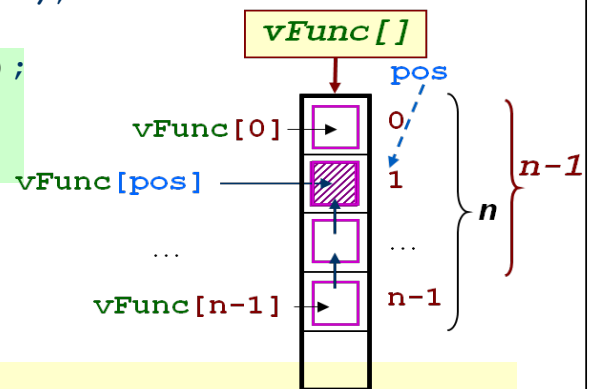 );
vFunc[]
;
pos
vFunc[0] 0
vFunc[pos] 1 n-1
n
... ...
vFunc[n-1] n-1